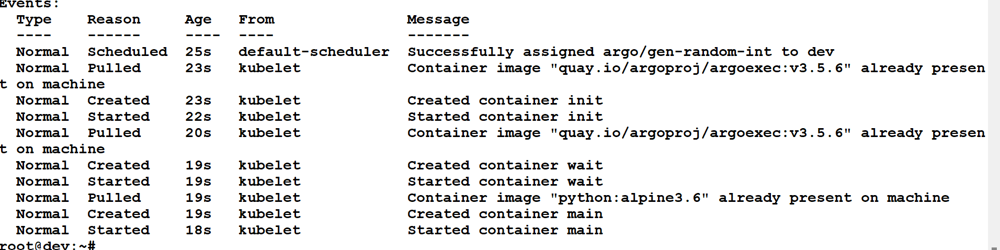 Events:
  Type    Reason     Age   From               Message
  ----    ------     ----  ----               -------
  Normal  Scheduled  25s   default-scheduler  Successfully assigned argo/gen-random-int to dev
  Normal  Pulled     23s   kubelet            Container image "quay.io/argoproj/argoexec:v3.5.6" already presen
t on machine
  Normal  Created    23s   kubelet            Created container init
  Normal  Started    22s   kubelet            Started container init
  Normal  Pulled     20s   kubelet            Container image "quay.io/argoproj/argoexec:v3.5.6" already presen
t on machine
  Normal  Created    19s   kubelet            Created container wait
  Normal  Started    19s   kubelet            Started container wait
  Normal  Pulled     19s   kubelet            Container image "python:alpine3.6" already present on machine
  Normal  Created    19s   kubelet            Created container main
  Normal  Started    18s   kubelet            Started container main
root@dev:~#